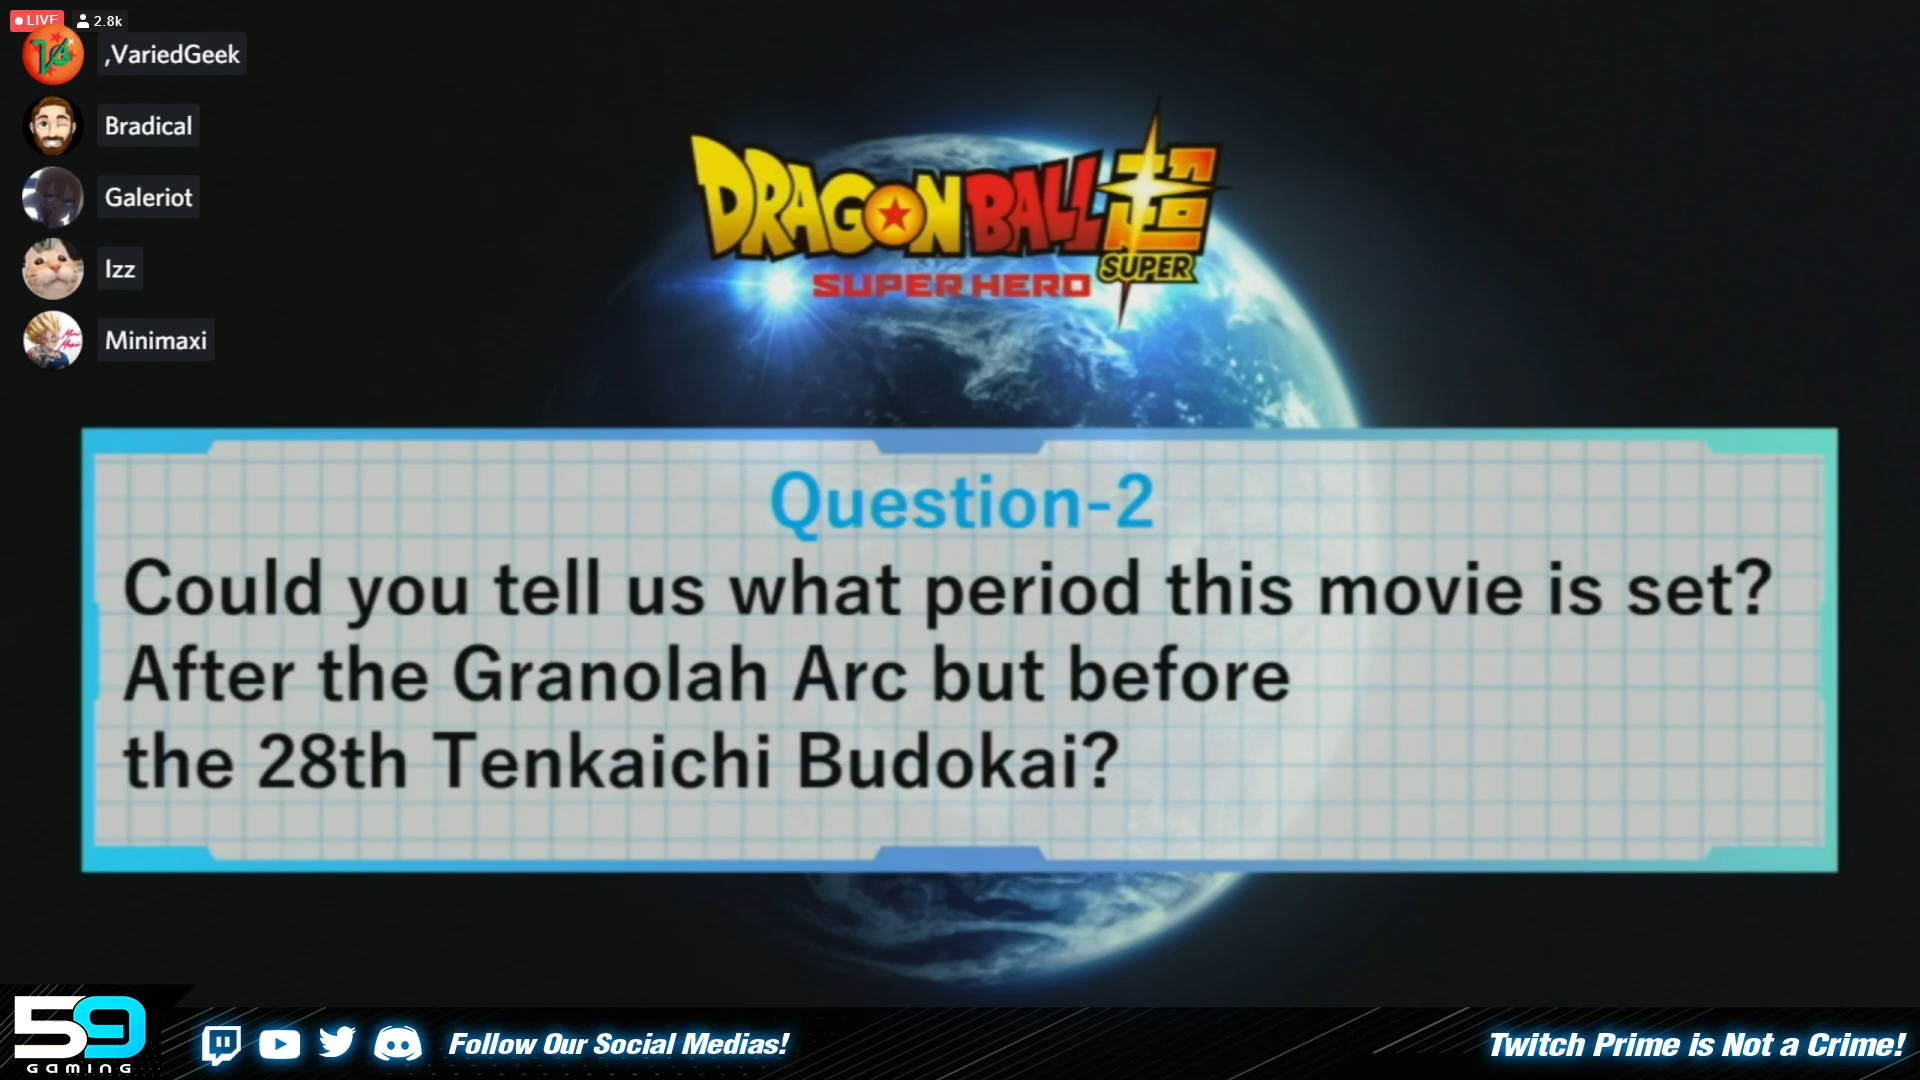 LIVE 2.8k
,VariedGeek
Bradical
Galeriot
Izz
Minimaxi
DRAGON BALL 超
SUPER
SUPER HERO
Question-2
Could you tell us what period this movie is set?
After the Granolah Arc but before
the 28th Tenkaichi Budokai?
59
GAMING
Follow Our Social Medias!
Twitch Prime is Not a Crime!